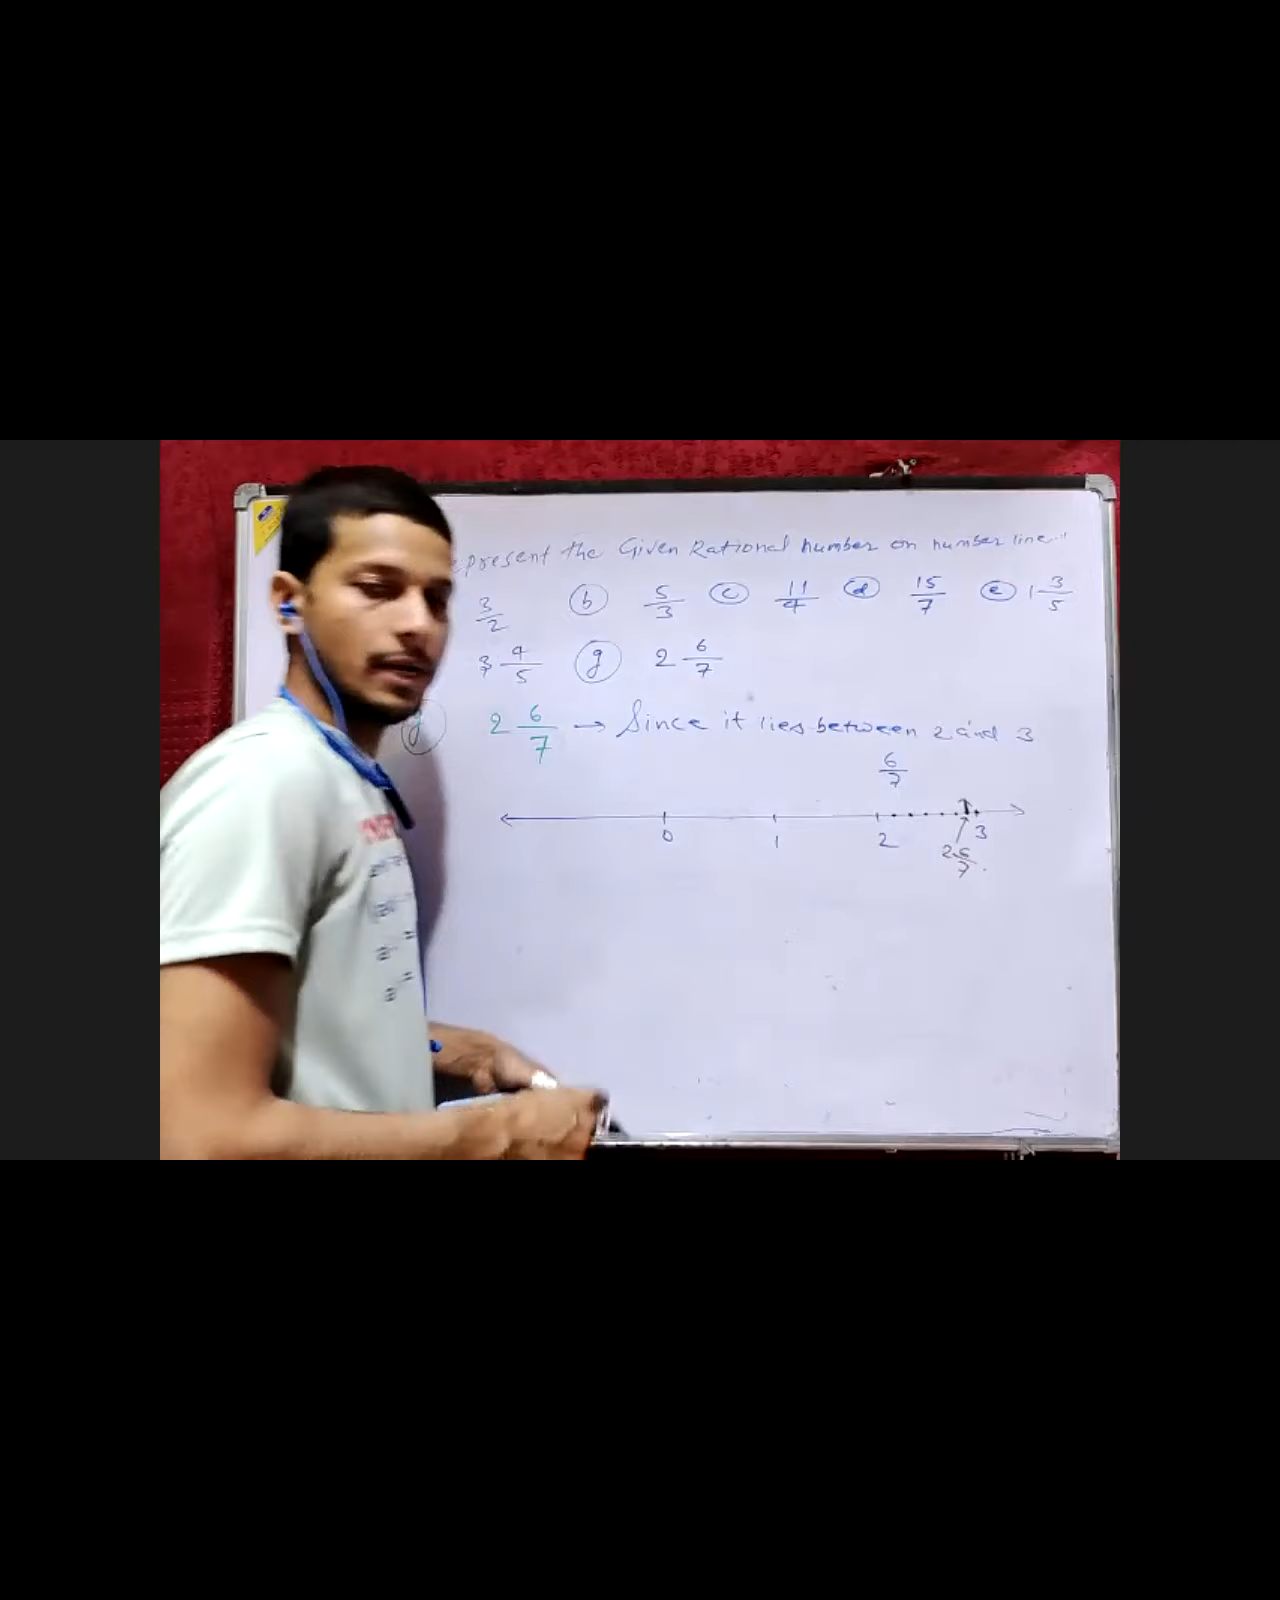 epresent the Given Rational number on number line."
3/2 (b) 5/3 (c) 11/4 (d) 15/7 (e) 1 3/5
3 4/5 (g) 2 6/7
2 6/7 → Since it lies between 2 and 3
6/7
0 1 2 3
2 6/7